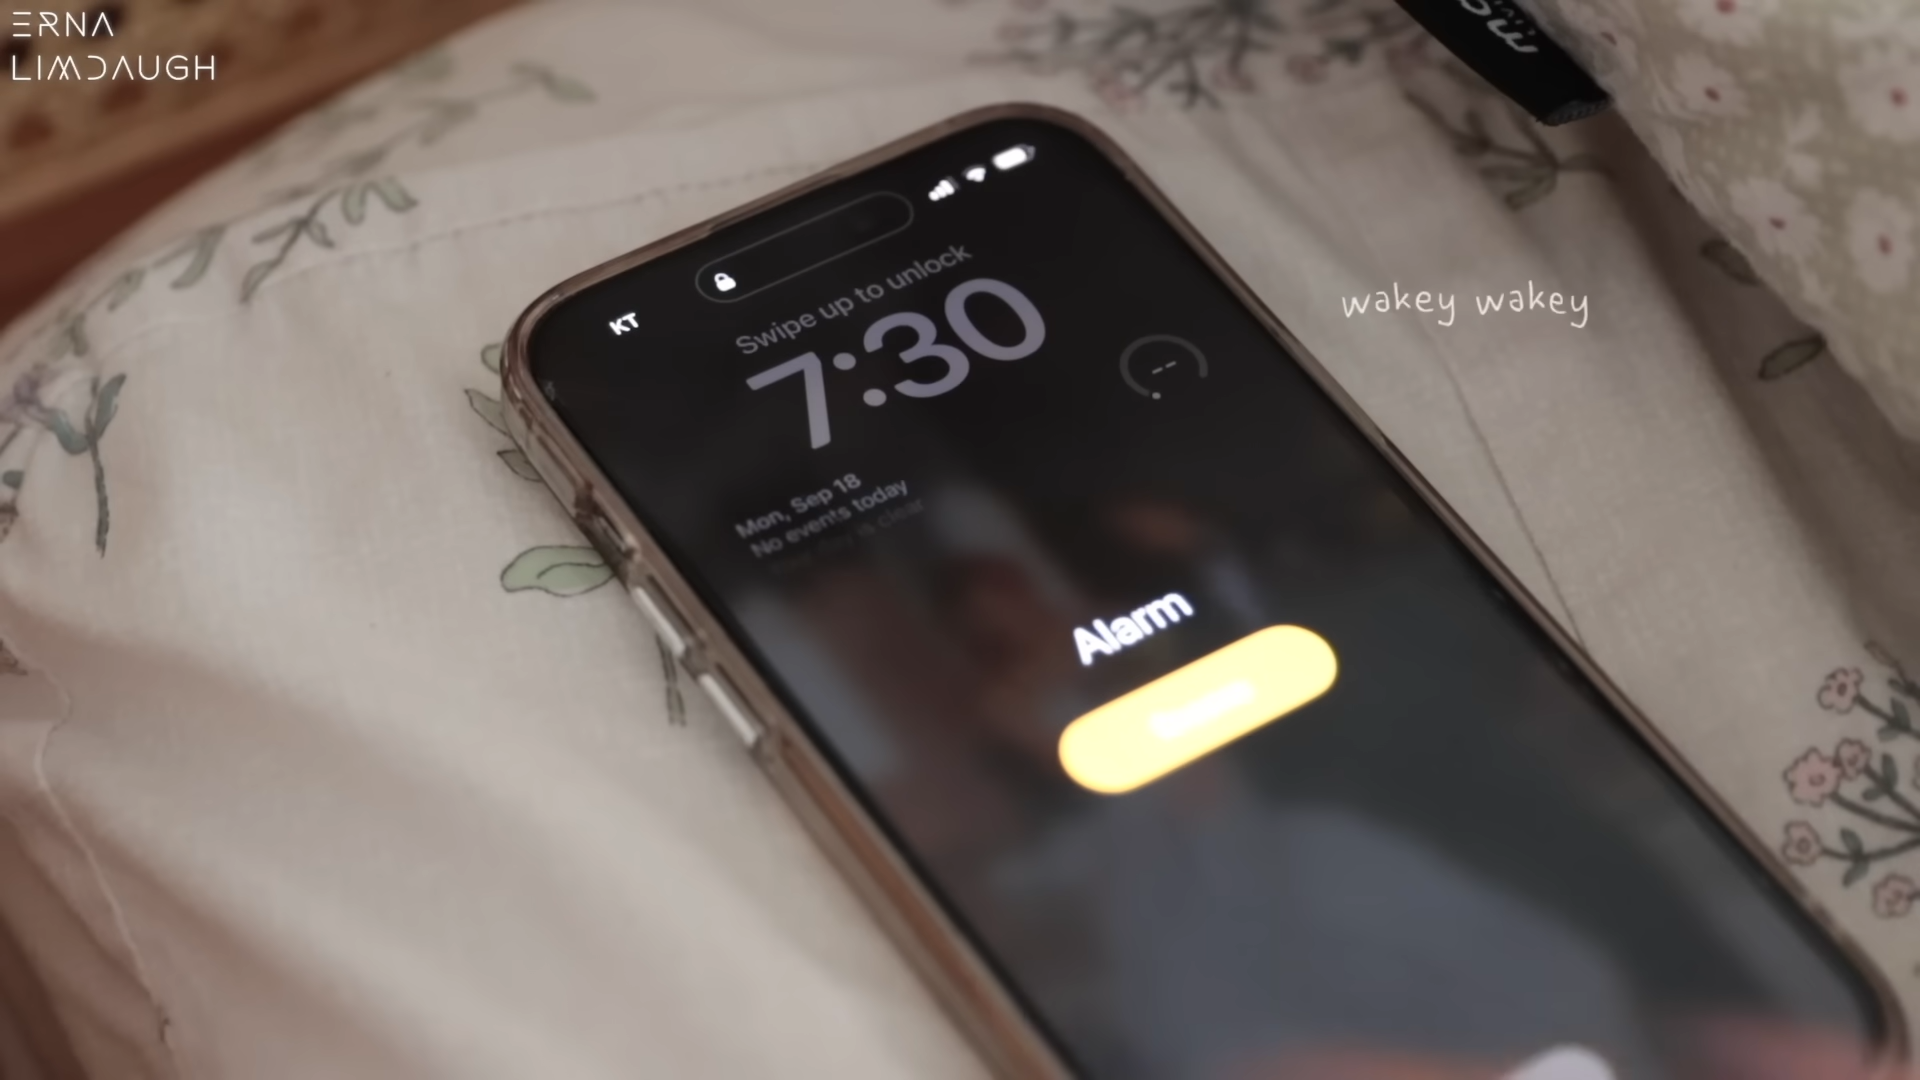 ERNA
LIMDAUGH
KT
Swipe up to unlock
7:30
--
Mon, Sep 18
No events today
wakey wakey
Alarm